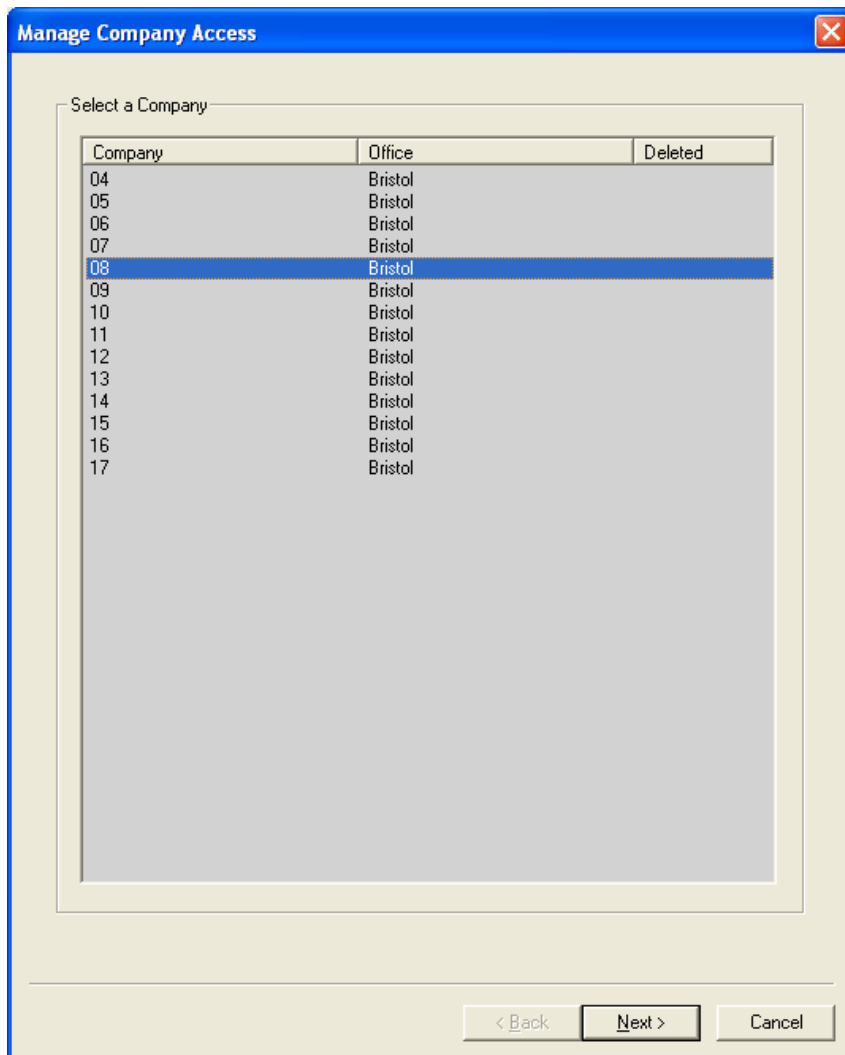 Manage Company Access
Select a Company
Company Office Deleted
04 Bristol
05 Bristol
06 Bristol
07 Bristol
08 Bristol
09 Bristol
10 Bristol
11 Bristol
12 Bristol
13 Bristol
14 Bristol
15 Bristol
16 Bristol
17 Bristol
< Back Next > Cancel